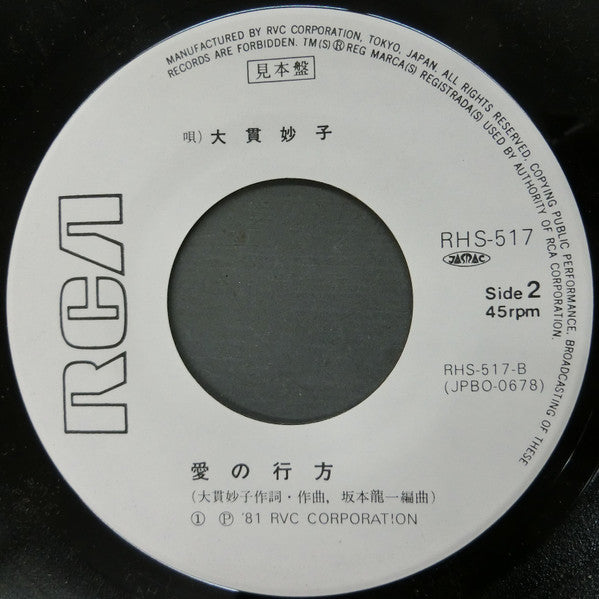 MANUFACTURED BY RVC CORPORATION, TOKYO, JAPAN. ALL RIGHTS RESERVED. COPYING PUBLIC PERFORMANCE. BROADCASTING OF THESE
RECORDS ARE FORBIDDEN. TM(S) ® REG MARCA(S) REGISTRADA(S) USED BY AUTHORITY OF RCA CORPORATION.
見本盤
唄) 大貫妙子
RCA
RHS-517
JASRAC
Side 2
45rpm
RHS-517-B
(JPBO-0678)
愛の行方
(大貫妙子作詞・作曲, 坂本龍一編曲)
① Ⓟ '81 RVC CORPORATION